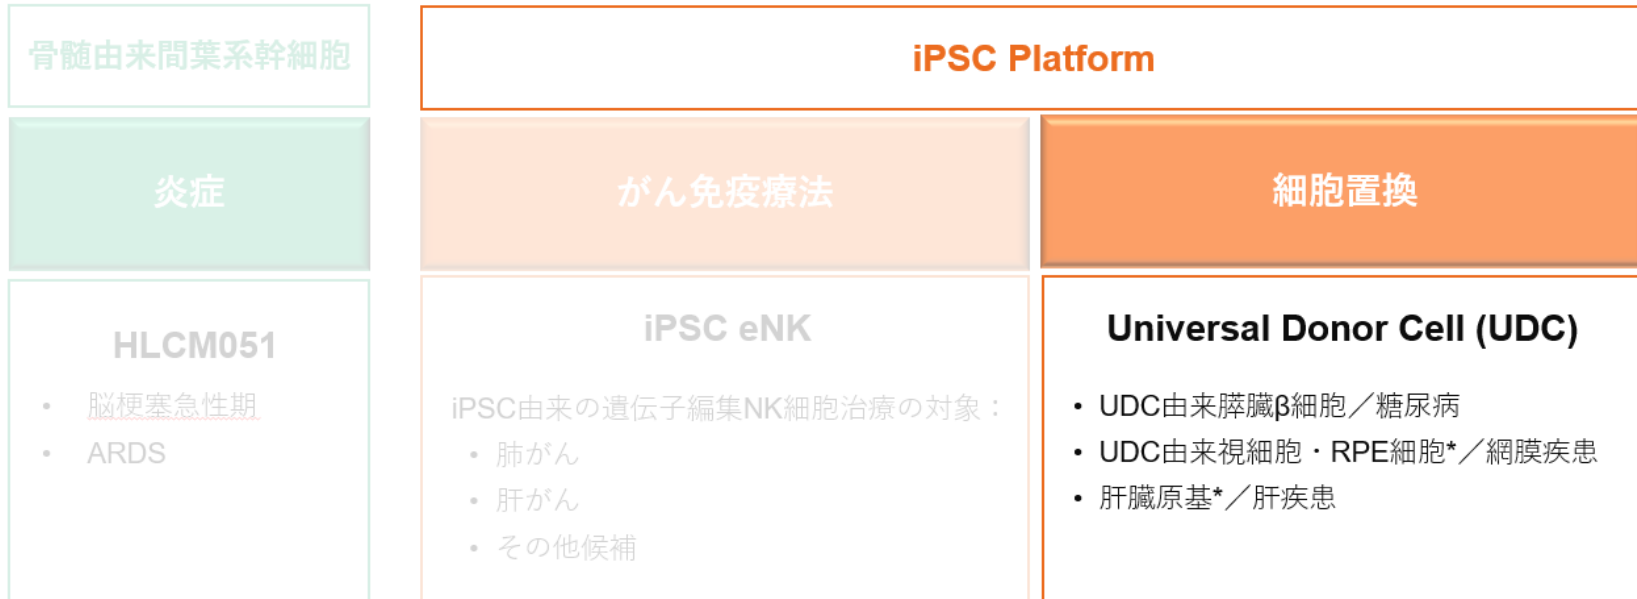 骨髄由来間葉系幹細胞
iPSC Platform
炎症
がん免疫療法
細胞置換
HLCM051
• 脳梗塞急性期
• ARDS
iPSC eNK
iPSC由来の遺伝子編集NK細胞治療の対象：
• 肺がん
• 肝がん
• その他候補
Universal Donor Cell (UDC)
• UDC由来膵臓β細胞／糖尿病
• UDC由来視細胞・RPE細胞*／網膜疾患
• 肝臓原基*／肝疾患